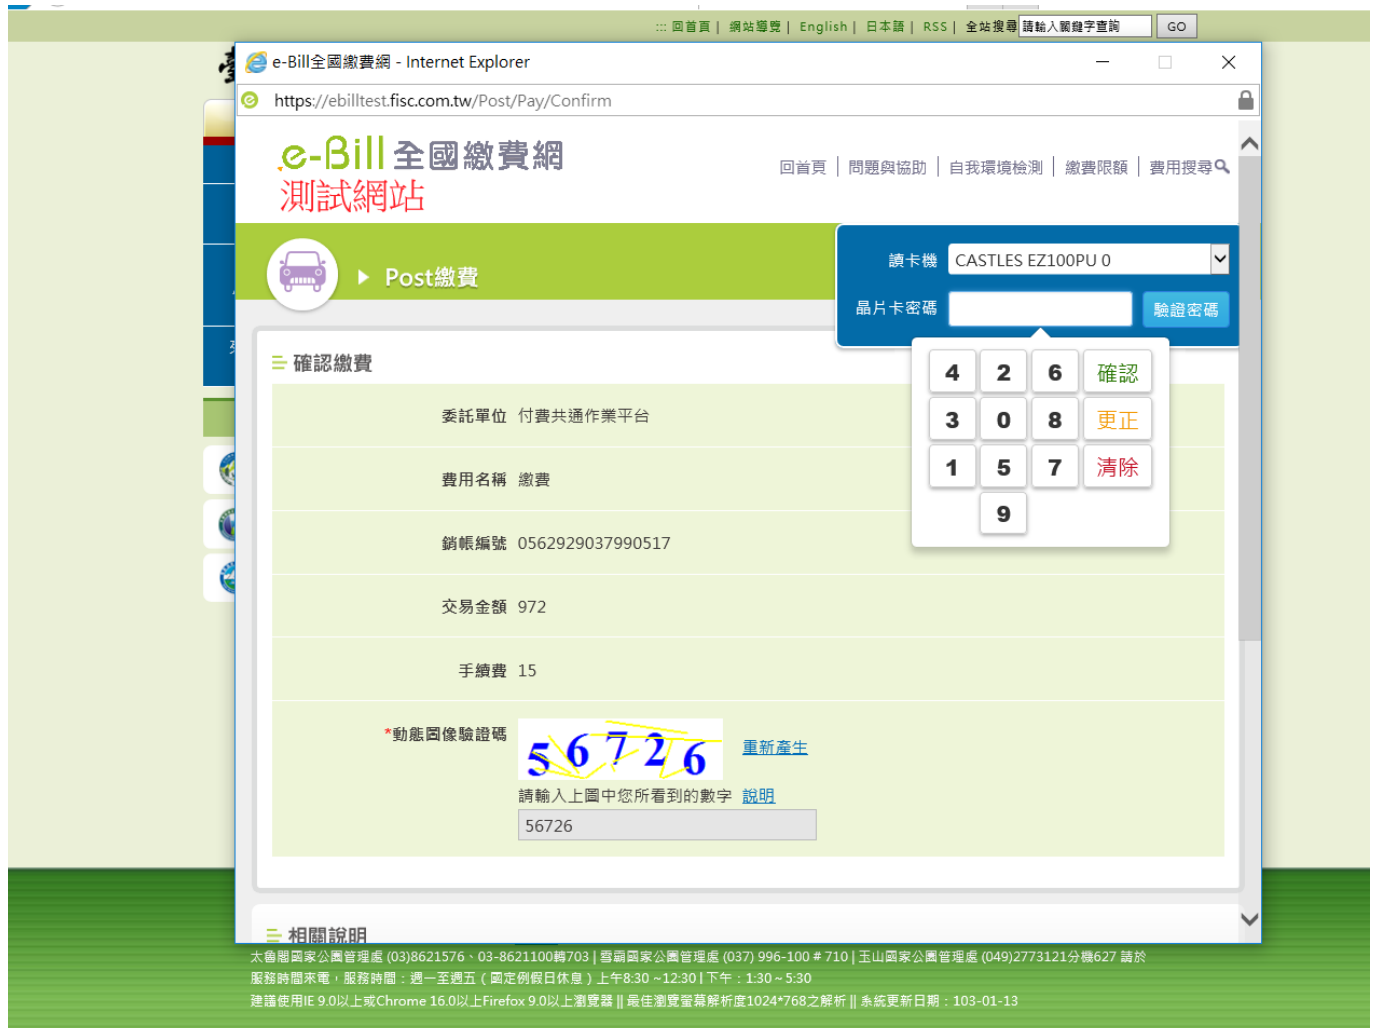 ::: 回首頁 | 網站導覽 | English | 日本語 | RSS | 全站搜尋 請輸入關鍵字查詢 GO
e-Bill全國繳費網 - Internet Explorer
https://ebilltest.fisc.com.tw/Post/Pay/Confirm
e-Bill 全國繳費網
測試網站
回首頁 | 問題與協助 | 自我環境檢測 | 繳費限額 | 費用搜尋
Post繳費
讀卡機 CASTLES EZ100PU 0
晶片卡密碼 驗證密碼
4 2 6 確認
3 0 8 更正
1 5 7 清除
9
確認繳費
委託單位 付費共通作業平台
費用名稱 繳費
銷帳編號 0562929037990517
交易金額 972
手續費 15
*動態圖像驗證碼 56726 重新產生
請輸入上圖中您所看到的數字 說明
56726
相關說明
太魯閣國家公園管理處 (03)8621576、03-8621100轉703 | 雪霸國家公園管理處 (037) 996-100 # 710 | 玉山國家公園管理處 (049)2773121分機627 請於
服務時間來電，服務時間：週一至週五 ( 國定例假日休息 ) 上午8:30 ~12:30 | 下午：1:30 ~ 5:30
建議使用IE 9.0以上或Chrome 16.0以上Firefox 9.0以上瀏覽器 || 最佳瀏覽螢幕解析度1024*768之解析 || 系統更新日期：103-01-13